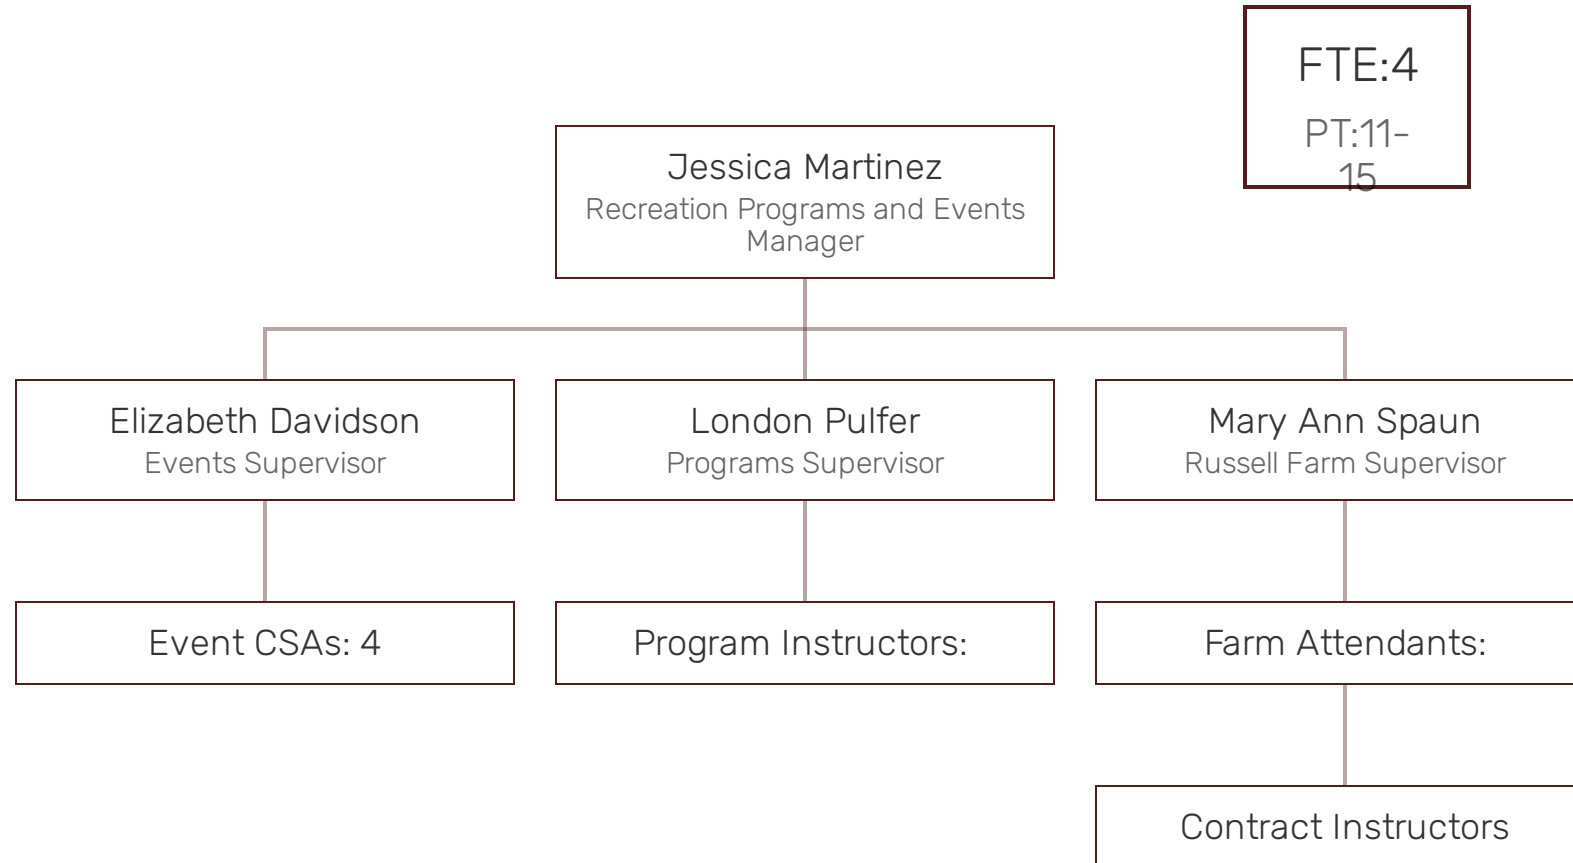 FTE:4
PT:11-
15
Jessica Martinez
Recreation Programs and Events
Manager
Elizabeth Davidson
Events Supervisor
London Pulfer
Programs Supervisor
Mary Ann Spaun
Russell Farm Supervisor
Event CSAs: 4
Program Instructors:
Farm Attendants:
Contract Instructors